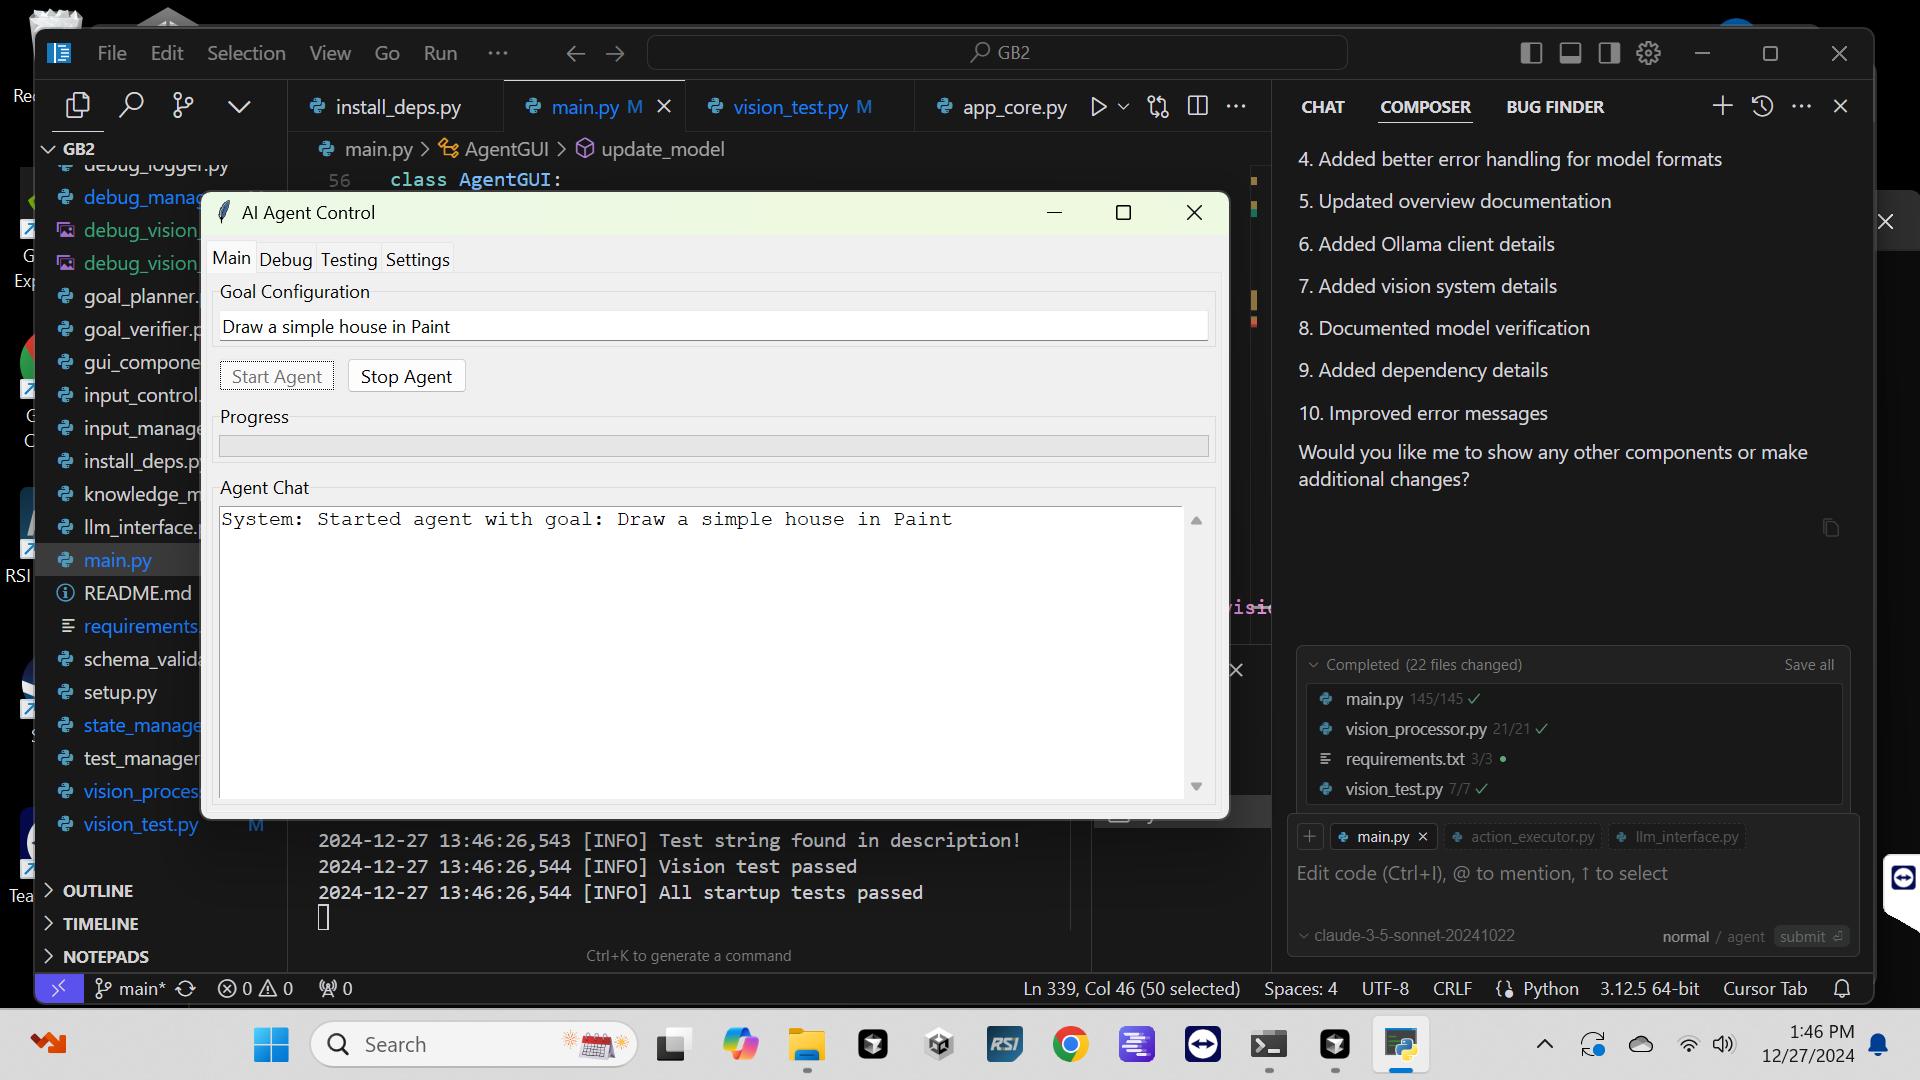 File Edit Selection View Go Run ··· GB2
Rec
install_deps.py main.py M vision_test.py M app_core.py
CHAT COMPOSER BUG FINDER
GB2
main.py > AgentGUI > update_model
56 class AgentGUI:
debug_logger.py
debug_manag
debug_vision_
debug_vision_
goal_planner.
goal_verifier.p
gui_compone
input_control.
input_manage
install_deps.py
knowledge_m
llm_interface.p
main.py
README.md
requirements.
schema_valida
setup.py
state_manage
test_manager
vision_proces
vision_test.py M
OUTLINE
TIMELINE
NOTEPADS
G
Exp
G
C
RSI
S
Tea
AI Agent Control
Main Debug Testing Settings
Goal Configuration
Draw a simple house in Paint
Start Agent Stop Agent
Progress
Agent Chat
System: Started agent with goal: Draw a simple house in Paint
visi
2024-12-27 13:46:26,543 [INFO] Test string found in description!
2024-12-27 13:46:26,544 [INFO] Vision test passed
2024-12-27 13:46:26,544 [INFO] All startup tests passed
Ctrl+K to generate a command
4. Added better error handling for model formats
5. Updated overview documentation
6. Added Ollama client details
7. Added vision system details
8. Documented model verification
9. Added dependency details
10. Improved error messages
Would you like me to show any other components or make
additional changes?
Completed (22 files changed) Save all
main.py 145/145
vision_processor.py 21/21
requirements.txt 3/3
vision_test.py 7/7
main.py action_executor.py llm_interface.py
Edit code (Ctrl+I), @ to mention, ↑ to select
claude-3-5-sonnet-20241022 normal / agent submit
main* 0 0 0 Ln 339, Col 46 (50 selected) Spaces: 4 UTF-8 CRLF Python 3.12.5 64-bit Cursor Tab
Search RSI 1:46 PM
12/27/2024